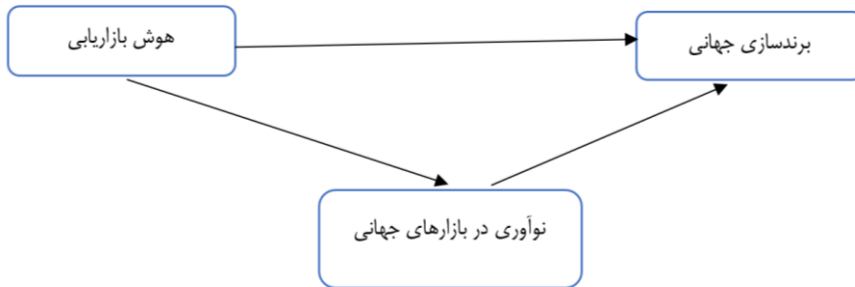 هوش بازاریابی
برندسازی جهانی
نوآوری در بازارهای جهانی